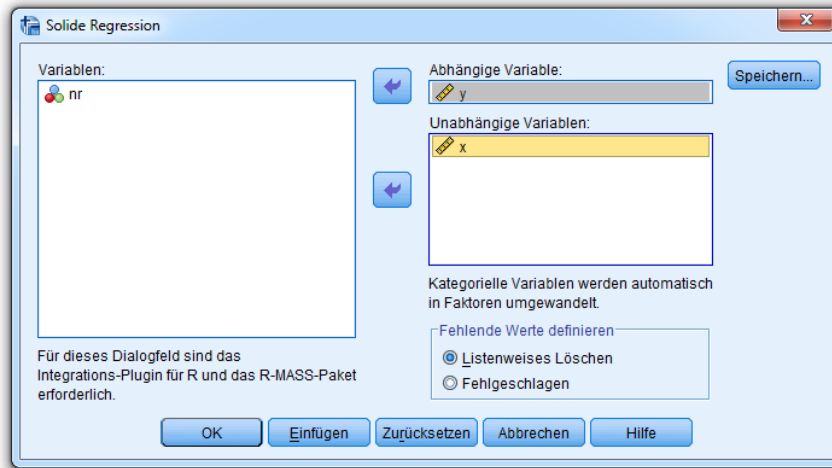 Solide Regression
Variablen:
nr
Für dieses Dialogfeld sind das
Integrations-Plugin für R und das R-MASS-Paket
erforderlich.
Abhängige Variable:
y
Unabhängige Variablen:
x
Kategorielle Variablen werden automatisch
in Faktoren umgewandelt.
Fehlende Werte definieren
Listenweises Löschen
Fehlgeschlagen
Speichern...
OK
Einfügen
Zurücksetzen
Abbrechen
Hilfe